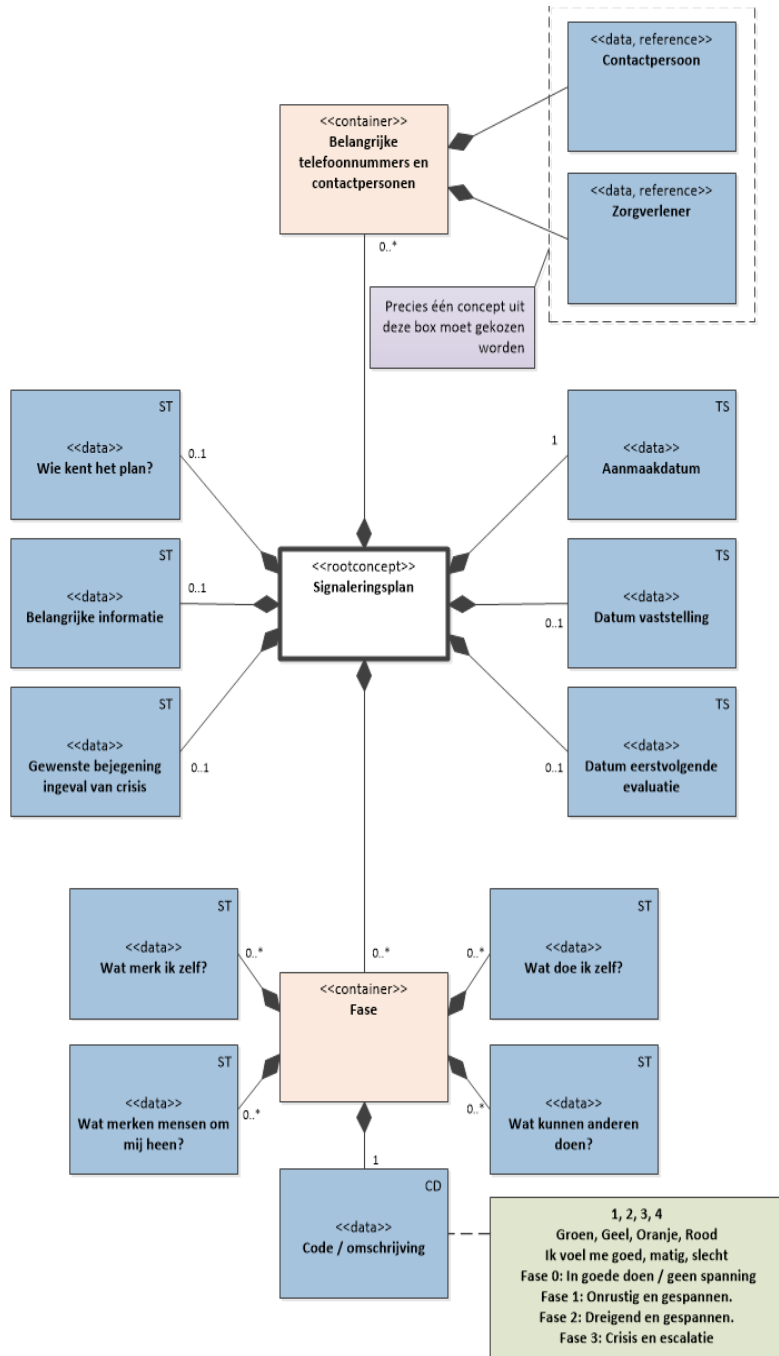 <<data, reference>>
Contactpersoon
<<container>>
Belangrijke
telefoonnummers en
contactpersonen
<<data, reference>>
Zorgverlener
0..*
Precies één concept uit
deze box moet gekozen
worden
ST
<<data>>
Wie kent het plan?
0..1
TS
<<data>>
Aanmaakdatum
1
ST
<<data>>
Belangrijke informatie
0..1
<<rootconcept>>
Signaleringsplan
TS
<<data>>
Datum vaststelling
0..1
ST
<<data>>
Gewenste bejegening
ingeval van crisis
0..1
TS
<<data>>
Datum eerstvolgende
evaluatie
0..1
ST
<<data>>
Wat merk ik zelf?
0..*
0..*
ST
<<data>>
Wat doe ik zelf?
0..*
<<container>>
Fase
ST
<<data>>
Wat merken mensen om
mij heen?
0..*
ST
<<data>>
Wat kunnen anderen
doen?
0..*
1
CD
<<data>>
Code / omschrijving
1, 2, 3, 4
Groen, Geel, Oranje, Rood
Ik voel me goed, matig, slecht
Fase 0: In goede doen / geen spanning
Fase 1: Onrustig en gespannen.
Fase 2: Dreigend en gespannen.
Fase 3: Crisis en escalatie